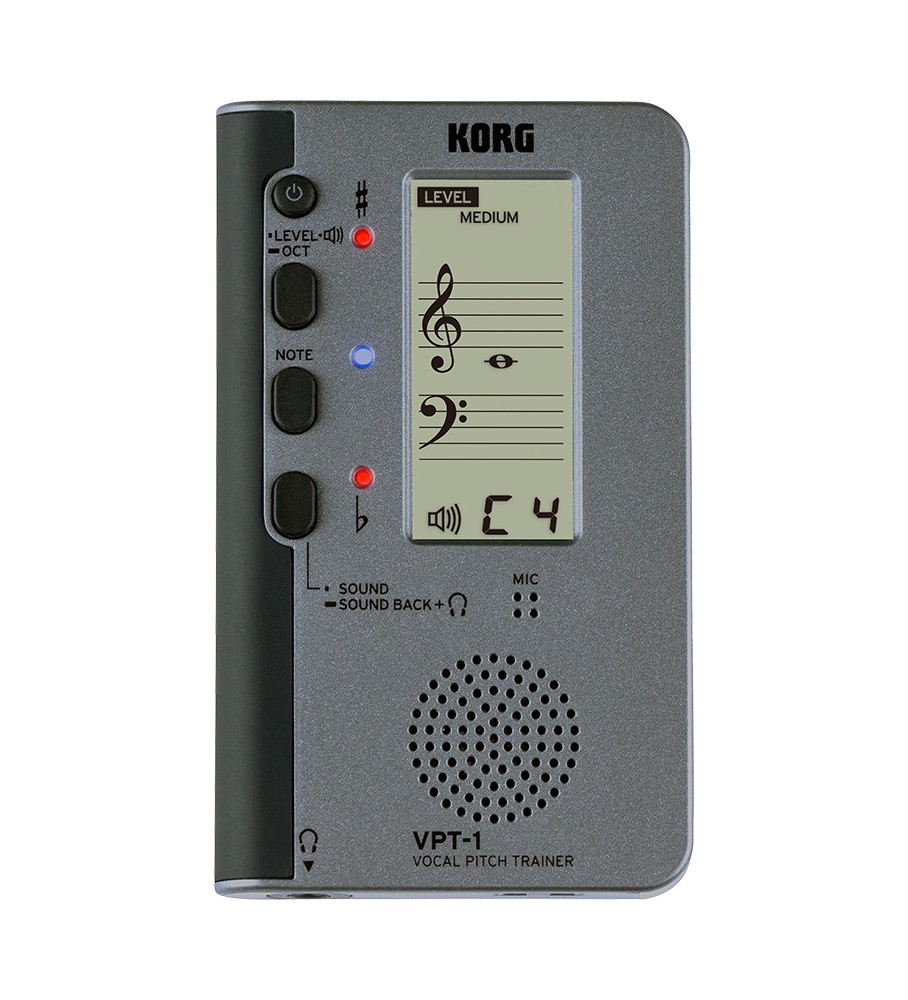 KORG
LEVEL
MEDIUM
♯
LEVEL
OCT
NOTE
♭
C 4
SOUND
SOUND BACK +
MIC
VPT-1
VOCAL PITCH TRAINER